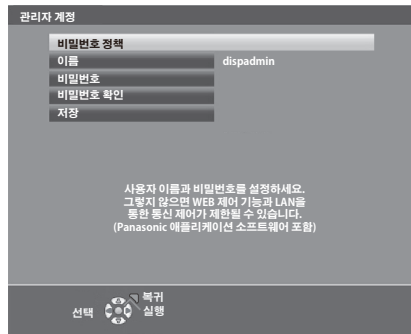 관리자 계정
비밀번호 정책
이름 dispadmin
비밀번호
비밀번호 확인
저장
사용자 이름과 비밀번호를 설정하세요.
그렇지 않으면 WEB 제어 기능과 LAN을
통한 통신 제어가 제한될 수 있습니다.
(Panasonic 애플리케이션 소프트웨어 포함)
복귀
선택 실행